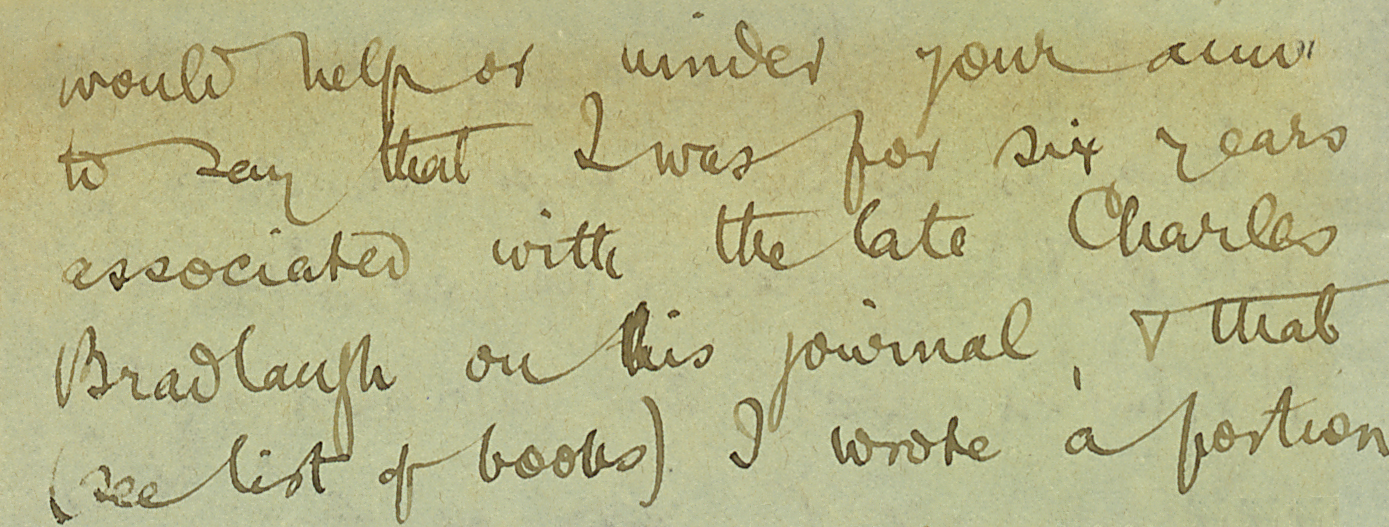 would help or hinder your
to say that I was for six years
associated with the late Charles
Bradlaugh on his journal, & that
(see list of books) I wrote a portion